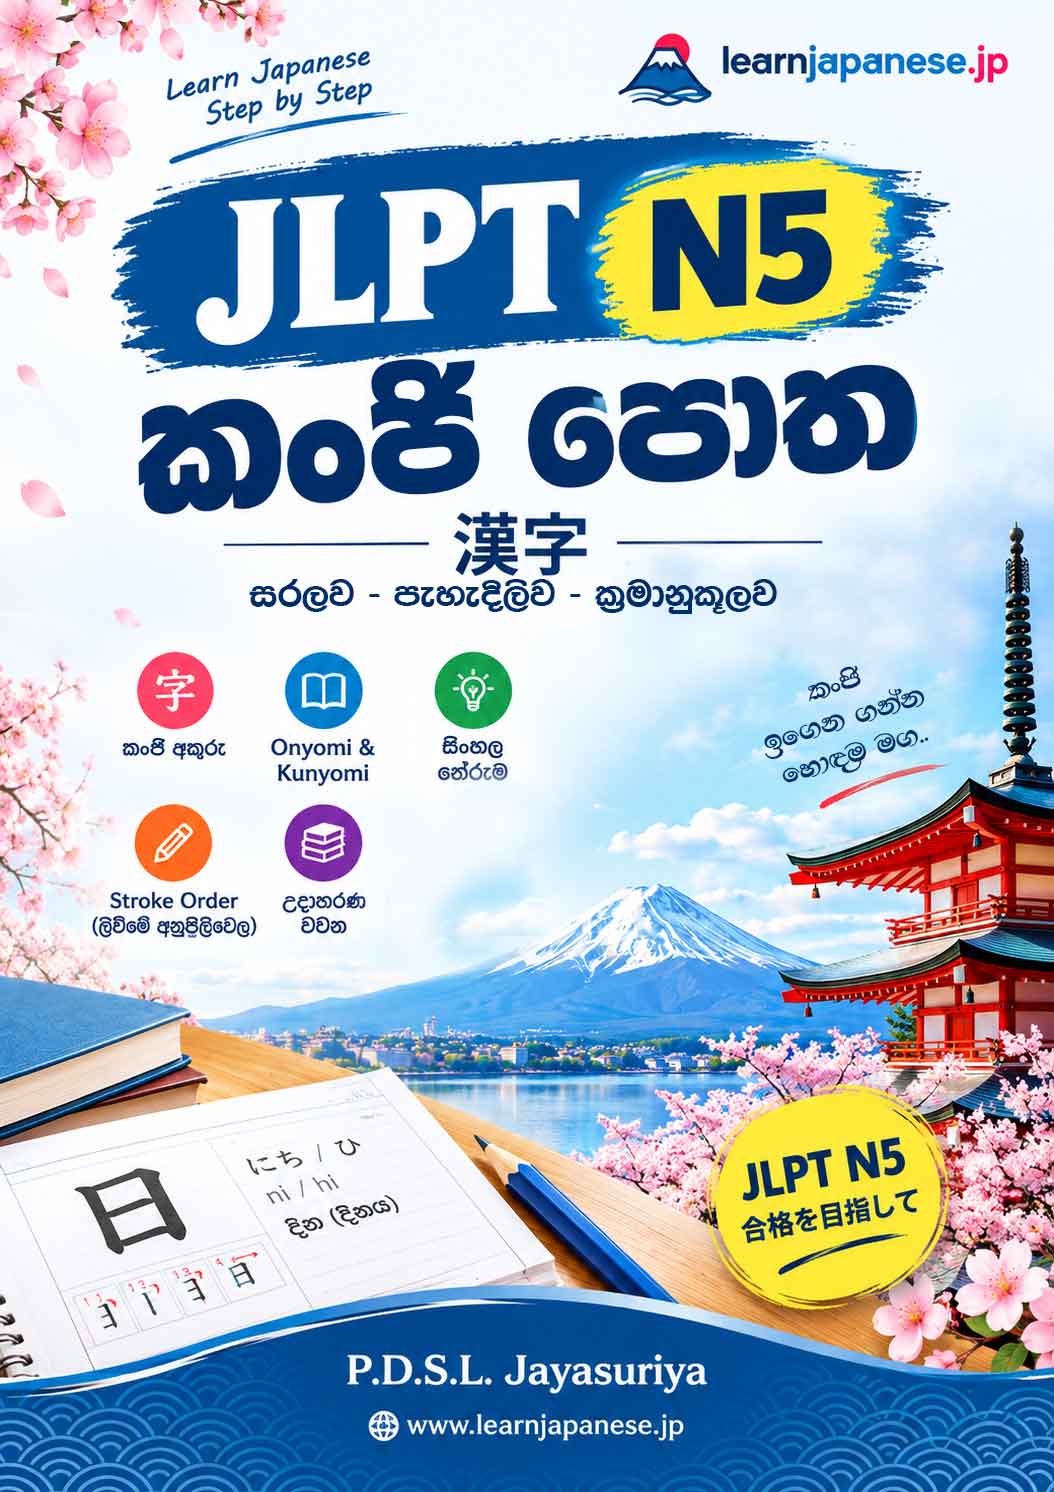 Learn Japanese
Step by Step
learnjapanese.jp
JLPT N5
කංජි පොත
漢字
සරලව - පැහැදිලිව - ක්‍රමානුකූලව
字
කංජි අකුරු
Onyomi &
Kunyomi
සිංහල
තේරුම
කංජි
ඉගෙන ගන්න
හොඳම මග..
Stroke Order
(ලිවීමේ අනුපිලිවෙල)
උදාහරණ
වචන
日
にち / ひ
ni / hi
දින (දිනය)
JLPT N5
合格を目指して
P.D.S.L. Jayasuriya
www.learnjapanese.jp